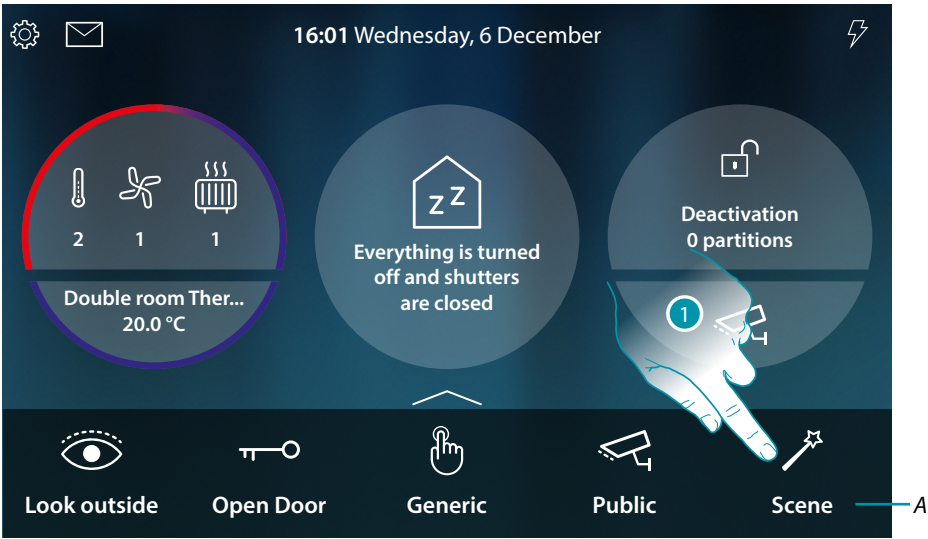 16:01 Wednesday, 6 December
2 1 1
Double room Ther...
20.0 °C
z z
Everything is turned
off and shutters
are closed
Deactivation
0 partitions
1
Look outside Open Door Generic Public Scene
A